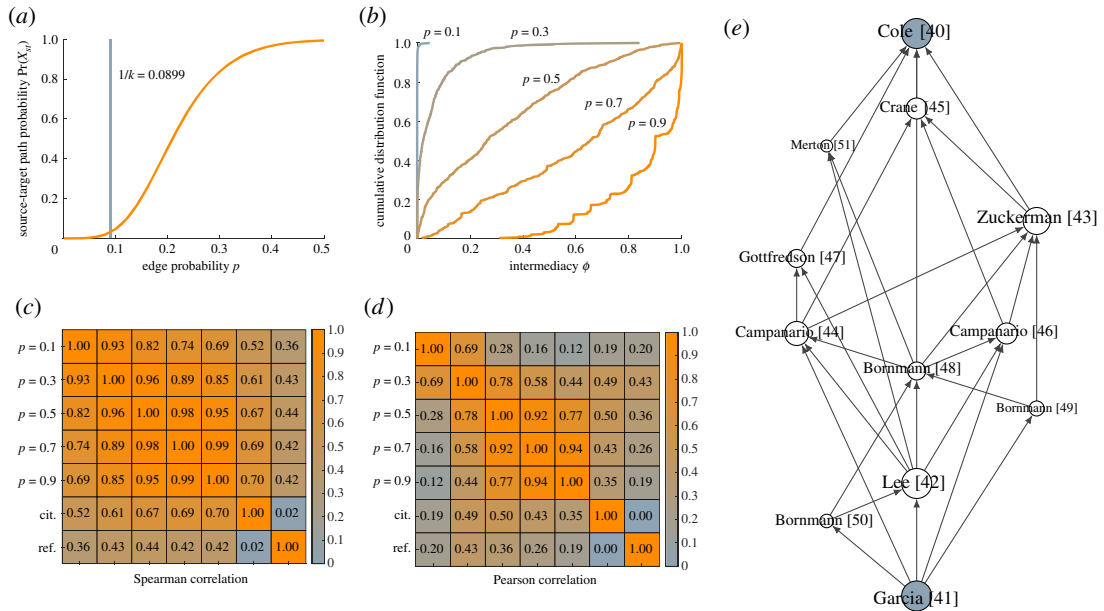 (a)
source-target path probability Pr(X_st)
1.0
0.8
0.6
0.4
0.2
0
0.1
0.2
0.3
0.4
0.5
1/k = 0.0899
edge probability p
(b)
cumulative distribution function
1.0
0.8
0.6
0.4
0.2
0
0.2
0.4
0.6
0.8
1.0
p = 0.1
p = 0.3
p = 0.5
p = 0.7
p = 0.9
intermediacy ϕ
(c)
p = 0.1 1.00 0.93 0.82 0.74 0.69 0.52 0.36
p = 0.3 0.93 1.00 0.96 0.89 0.85 0.61 0.43
p = 0.5 0.82 0.96 1.00 0.98 0.95 0.67 0.44
p = 0.7 0.74 0.89 0.98 1.00 0.99 0.69 0.42
p = 0.9 0.69 0.85 0.95 0.99 1.00 0.70 0.42
cit. 0.52 0.61 0.67 0.69 0.70 1.00 0.02
ref. 0.36 0.43 0.44 0.42 0.42 0.02 1.00
1.0
0.9
0.8
0.7
0.6
0.5
0.4
0.3
0.2
0.1
0
Spearman correlation
(d)
p = 0.1 1.00 0.69 0.28 0.16 0.12 0.19 0.20
p = 0.3 0.69 1.00 0.78 0.58 0.44 0.49 0.43
p = 0.5 -0.28 0.78 1.00 0.92 0.77 0.50 0.36
p = 0.7 -0.16 0.58 0.92 1.00 0.94 0.43 0.26
p = 0.9 -0.12 0.44 0.77 0.94 1.00 0.35 0.19
cit. -0.19 0.49 0.50 0.43 0.35 1.00 0.00
ref. -0.20 0.43 0.36 0.26 0.19 0.00 1.00
1.0
0.9
0.8
0.7
0.6
0.5
0.4
0.3
0.2
0.1
0
Pearson correlation
(e)
Cole [40]
Crane [45]
Merton [51]
Zuckerman [43]
Gottfredson [47]
Campanario [44]
Campanario [46]
Bornmann [48]
Bornmann [49]
Lee [42]
Bornmann [50]
Garcia [41]